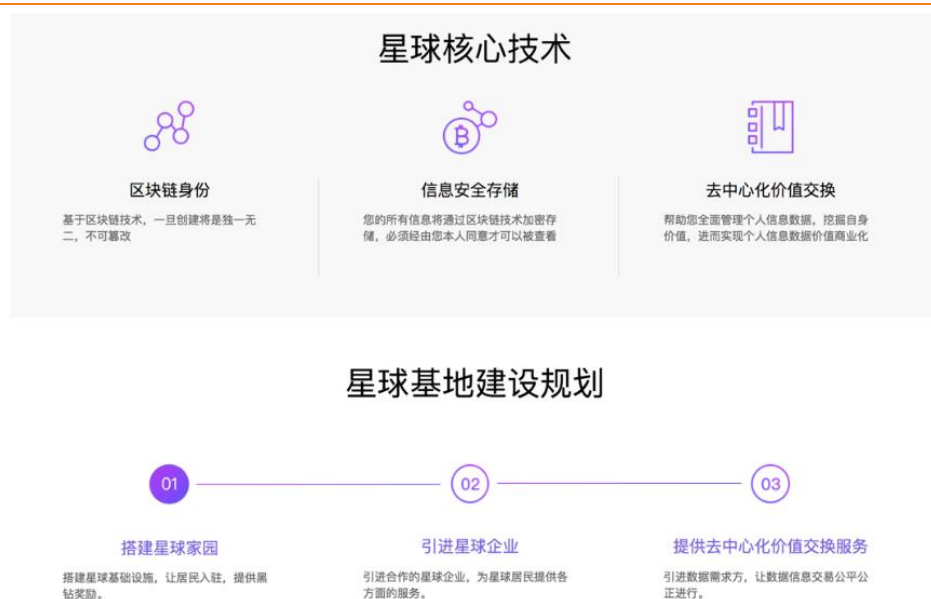 星球核心技术
区块链身份
基于区块链技术，一旦创建将是独一无
二，不可篡改
信息安全存储
您的所有信息将通过区块链技术加密存
储，必须经由您本人同意才可以被查看
去中心化价值交换
帮助您全面管理个人信息数据，挖掘自身
价值，进而实现个人信息数据价值商业化
星球基地建设规划
01
02
03
搭建星球家园
搭建星球基础设施，让居民入驻，提供黑
钻奖励。
引进星球企业
引进合作的星球企业，为星球居民提供各
方面的服务。
提供去中心化价值交换服务
引进数据需求方，让数据信息交易公平公
正进行。